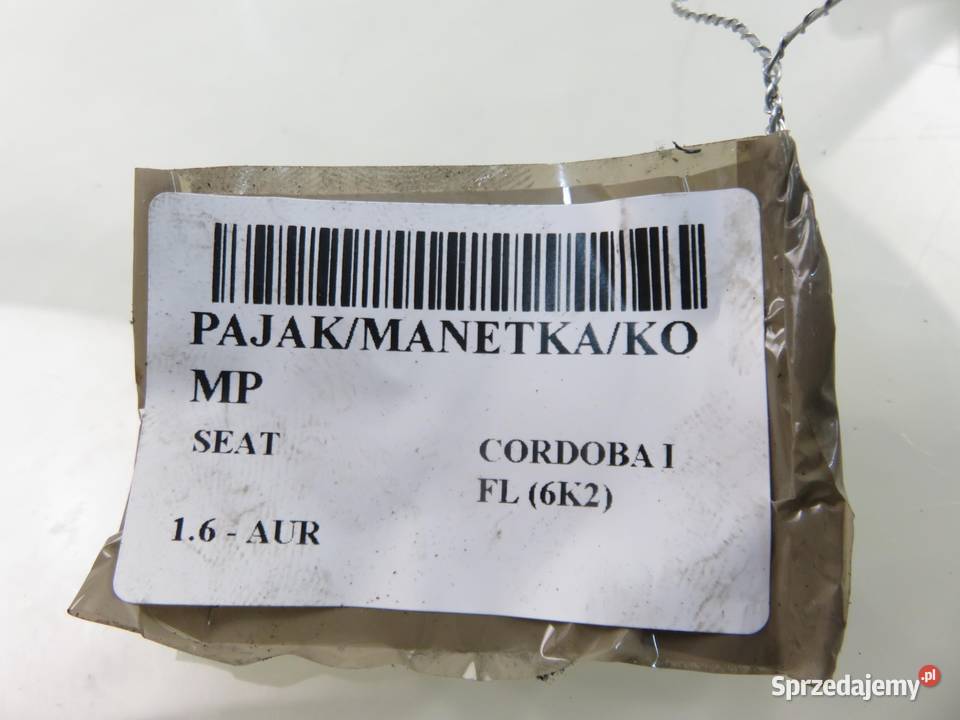 PAJAK/MANETKA/KO
MP
SEAT CORDOBA I
FL (6K2)
1.6 - AUR
Sprzedajemy.pl